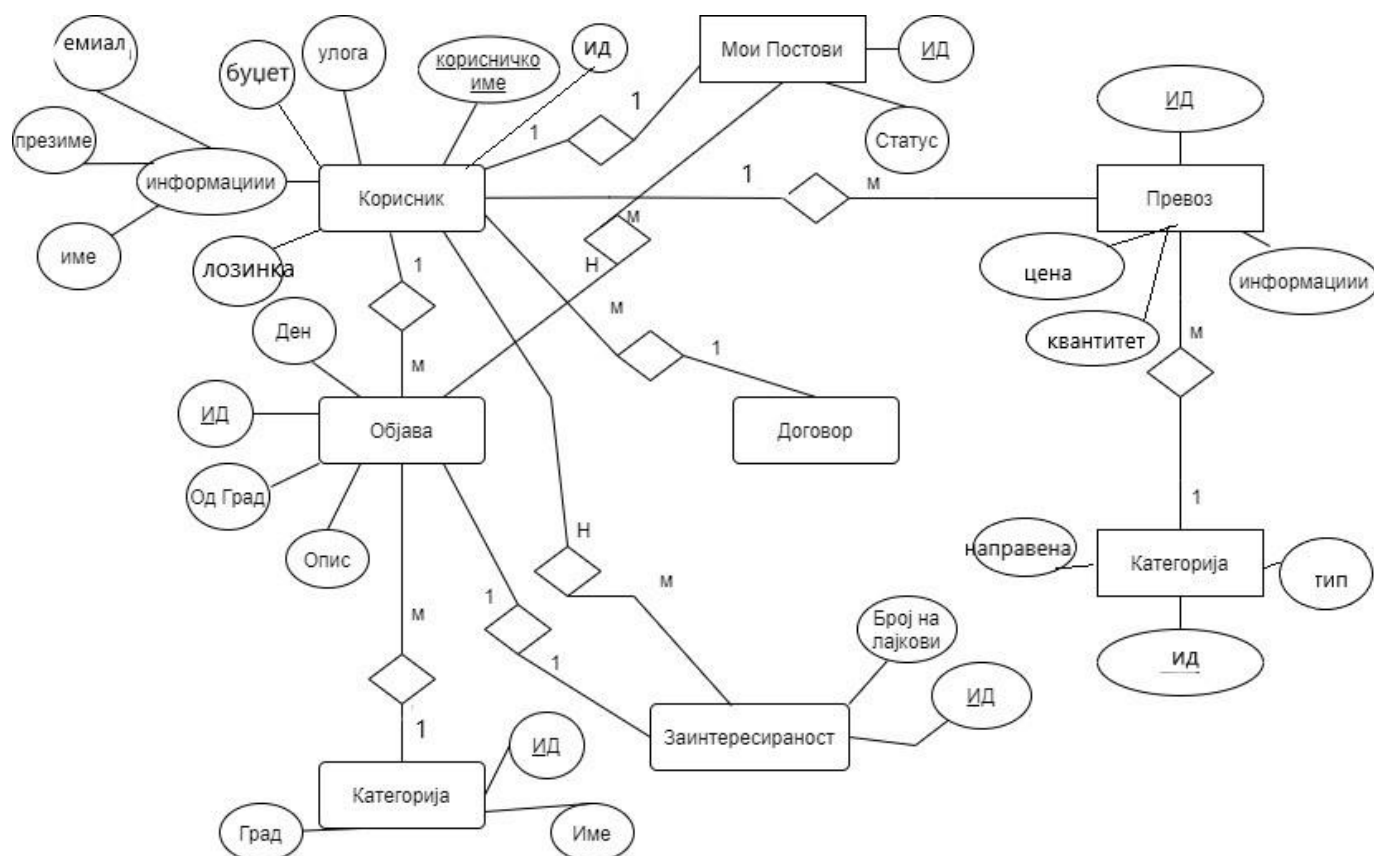 емиал
буџет
улога
корисничко
име
ид
Мои Постови
ИД
ИД
презиме
информациии
Корисник
1
1
Статус
1
м
Превоз
име
лозинка
1
м
Н
цена
информациии
квантитет
м
Ден
м
м
1
ИД
Објава
Договор
Од Град
Опис
Н
1
направена
Категорија
тип
м
м
1
Број на
лајкови
ид
1
ИД
Заинтересираност
1
ИД
Категорија
Град
Име